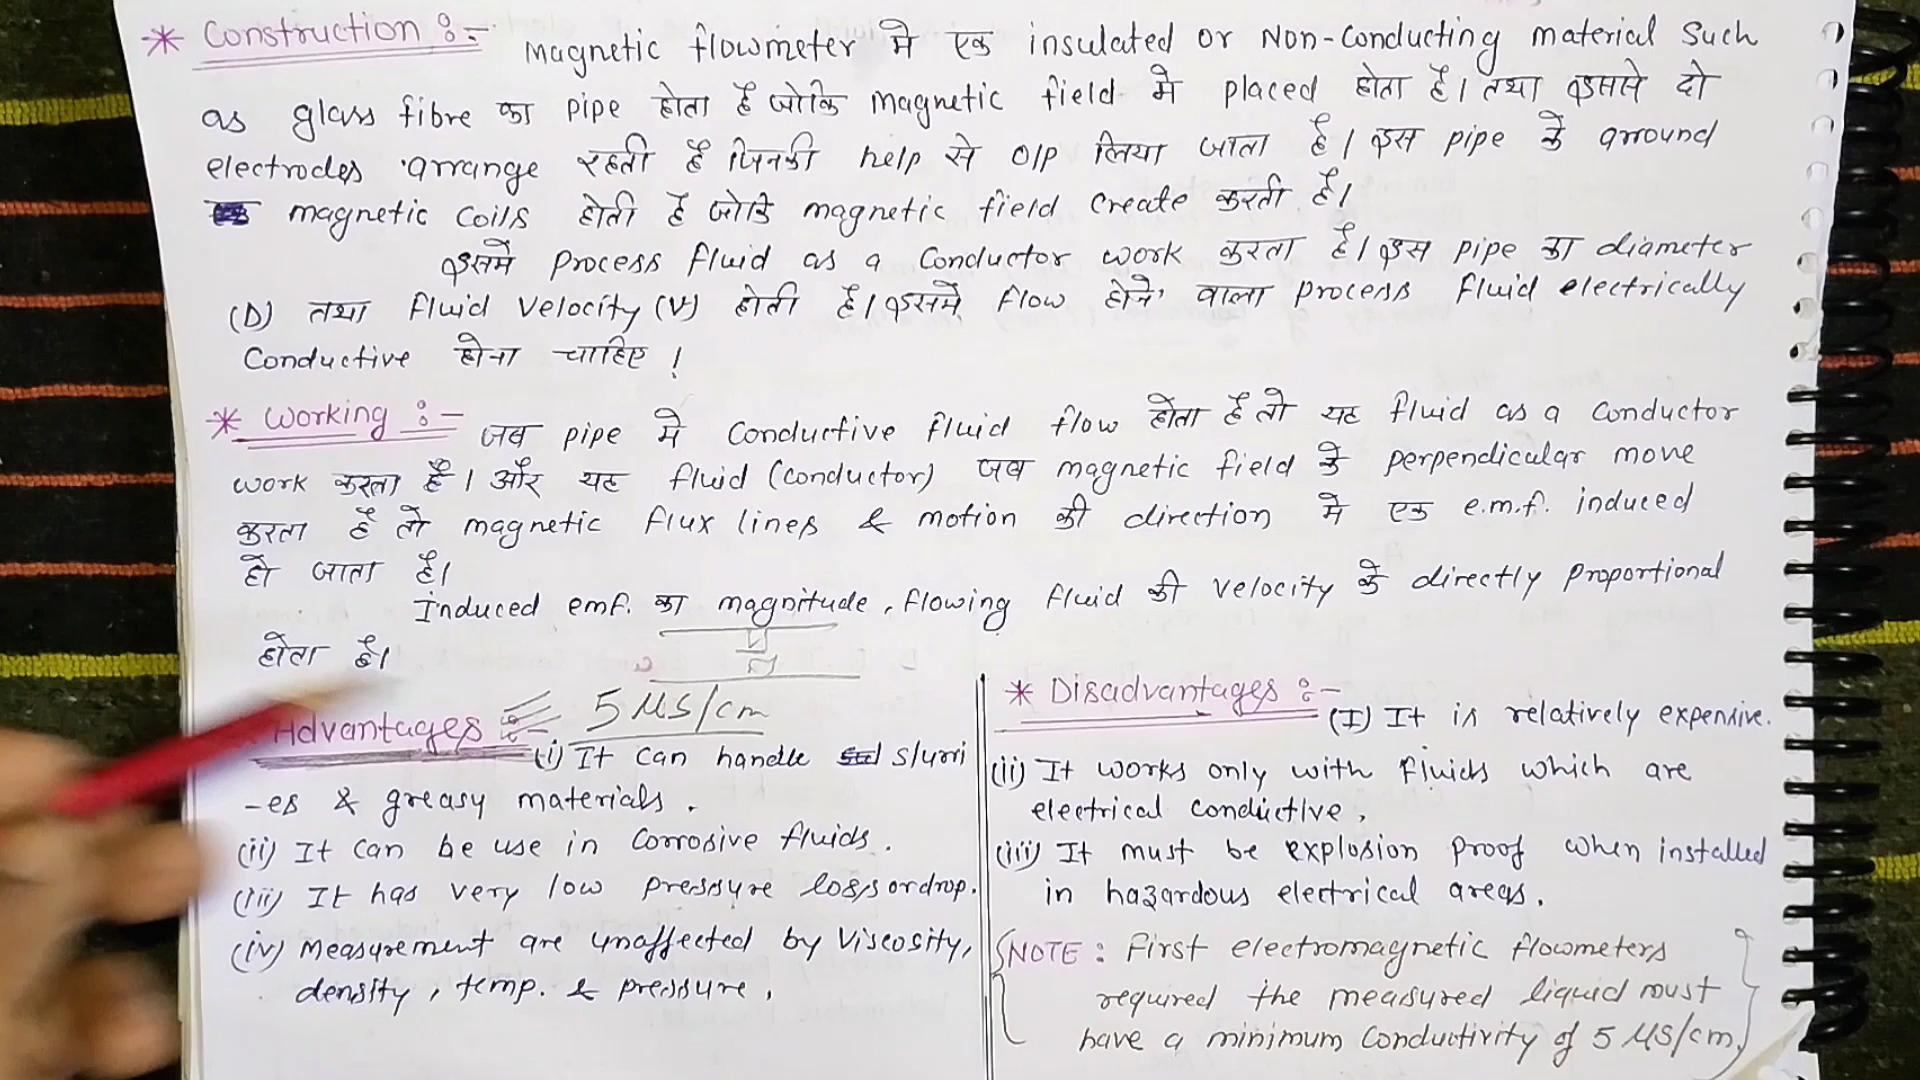 * Construction :- Magnetic flowmeter मे एक insulated or Non-Conducting material Such
as glass fibre का pipe होता है जोकि magnetic field मे placed होता है। तथा इससे दो
electrodes arrange रहती है जिनकी help से O/P लिया जाता है। इस pipe के arround
magnetic coils होती है जोकि magnetic field create करती है।
इसमें process fluid as a conductor work करता है। इस pipe का diameter
(D) तथा fluid velocity (V) होती है। इसमें flow होने वाला process fluid electrically
Conductive होना चाहिए !
* Working :- जब pipe मे conductive fluid flow होता है तो यह fluid as a conductor
work करता है। और यह fluid (conductor) जब magnetic field के perpendicular move
करता है तो magnetic flux lines & motion की direction मे एक e.m.f. induced
हो जाता है।
Induced emf. का magnitude, flowing fluid की velocity के directly proportional
होता है।
Advantages 5 μS/cm
(i) It can handle slurri
-es & greasy materials.
(ii) It can be use in corrosive fluids.
(iii) It has very low pressure loss or drop.
(iv) Measurement are unaffected by viscosity,
density, temp. & pressure,
* Disadvantages :-
(I) It is relatively expensive.
(ii) It works only with fluids which are
electrical conductive.
(iii) It must be explosion proof when installed
in hazardous electrical areas.
NOTE : First electromagnetic flowmeters
required the measured liquid must
have a minimum conductivity of 5 μS/cm.